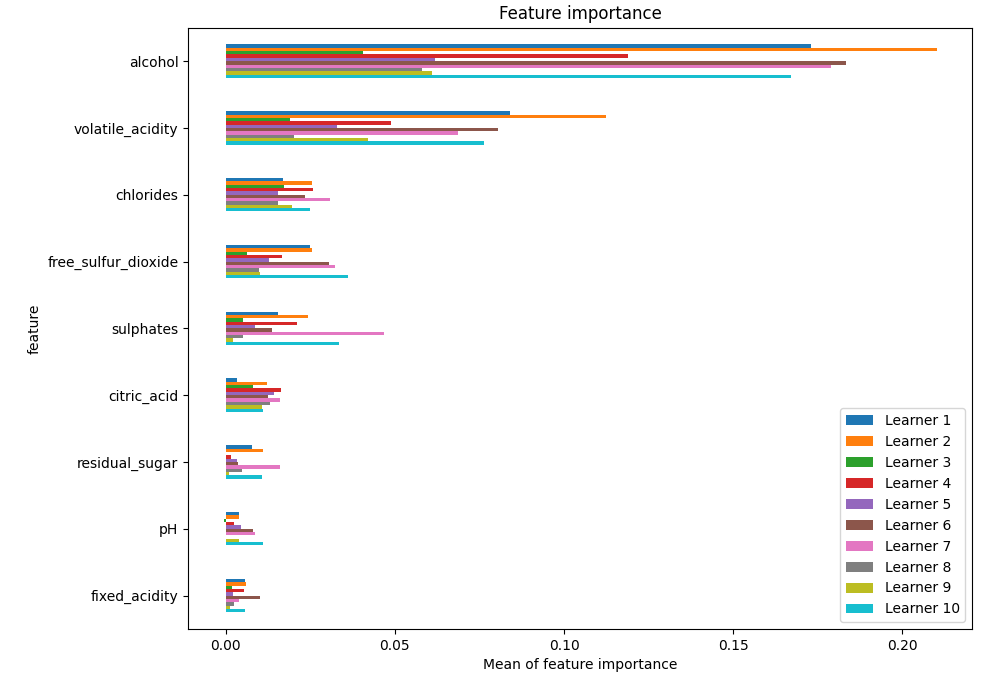 Feature importance
alcohol
volatile_acidity
chlorides
free_sulfur_dioxide
sulphates
citric_acid
residual_sugar
pH
fixed_acidity
feature
Learner 1
Learner 2
Learner 3
Learner 4
Learner 5
Learner 6
Learner 7
Learner 8
Learner 9
Learner 10
0.00 0.05 0.10 0.15 0.20
Mean of feature importance